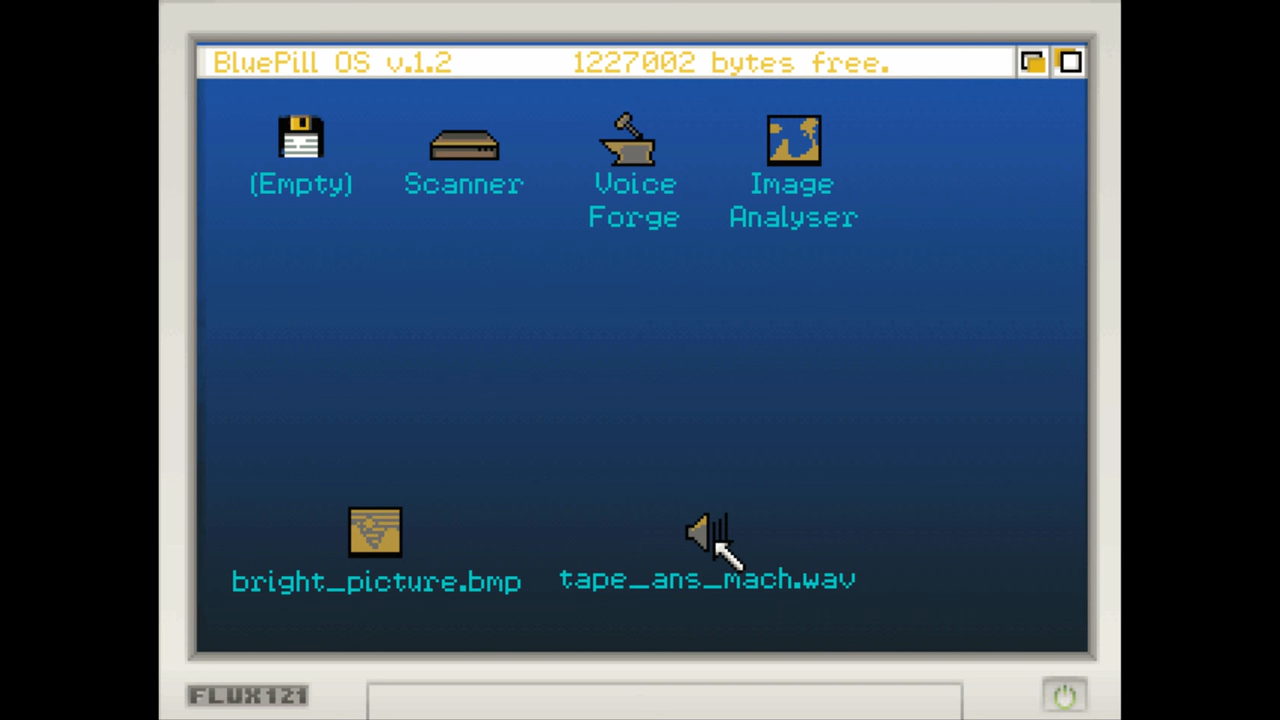 BluePill OS v.1.2 1227002 bytes free.
(Empty) Scanner Voice Image
Forge Analyser
bright_picture.bmp tape_ans_mach.wav
FLUX121